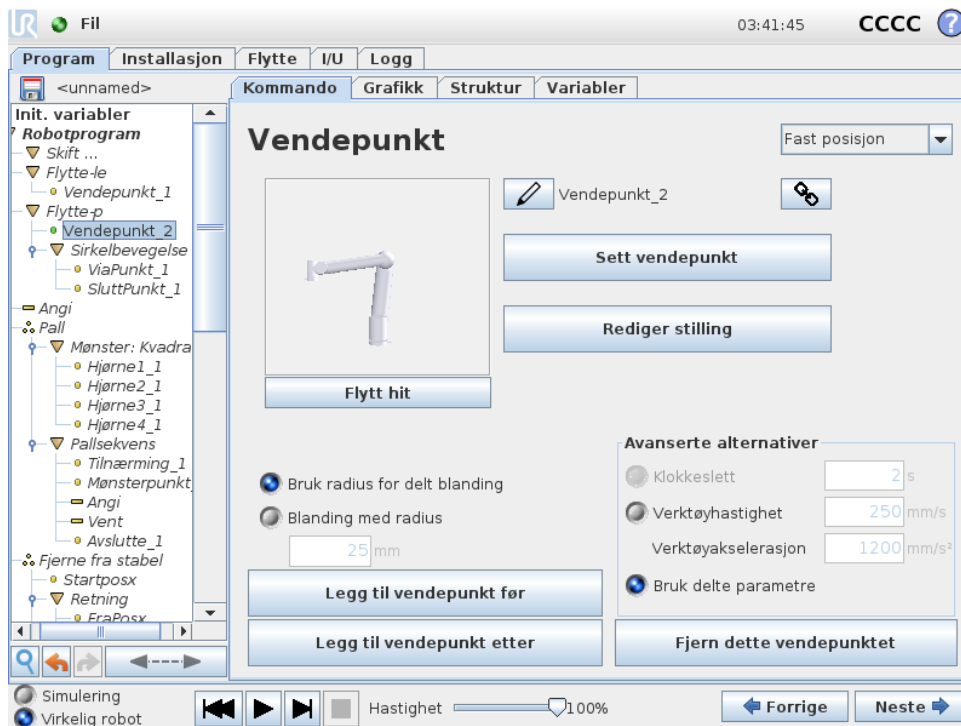 UR Fil 03:41:45 CCCC ?
Program Installasjon Flytte I/U Logg
<unnamed>
Kommando Grafikk Struktur Variabler
Init. variabler
Robotprogram
Skift ...
Flytte-le
Vendepunkt_1
Flytte-p
Vendepunkt_2
Sirkelbevegelse
ViaPunkt_1
SluttPunkt_1
Angi
Pall
Mønster: Kvadra
Hjørne1_1
Hjørne2_1
Hjørne3_1
Hjørne4_1
Pallsekvens
Tilnærming_1
Mønsterpunkt_
Angi
Vent
Avslutte_1
Fjerne fra stabel
Startposx
Retning
FraPosx
Vendepunkt
Fast posisjon
Vendepunkt_2
Sett vendepunkt
Rediger stilling
Flytt hit
Bruk radius for delt blanding
Blanding med radius
25 mm
Avanserte alternativer
Klokkeslett 2 s
Verktøyhastighet 250 mm/s
Verktøyakselerasjon 1200 mm/s²
Bruk delte parametre
Legg til vendepunkt før
Legg til vendepunkt etter
Fjern dette vendepunktet
Simulering
Virkelig robot
Hastighet 100%
Forrige
Neste